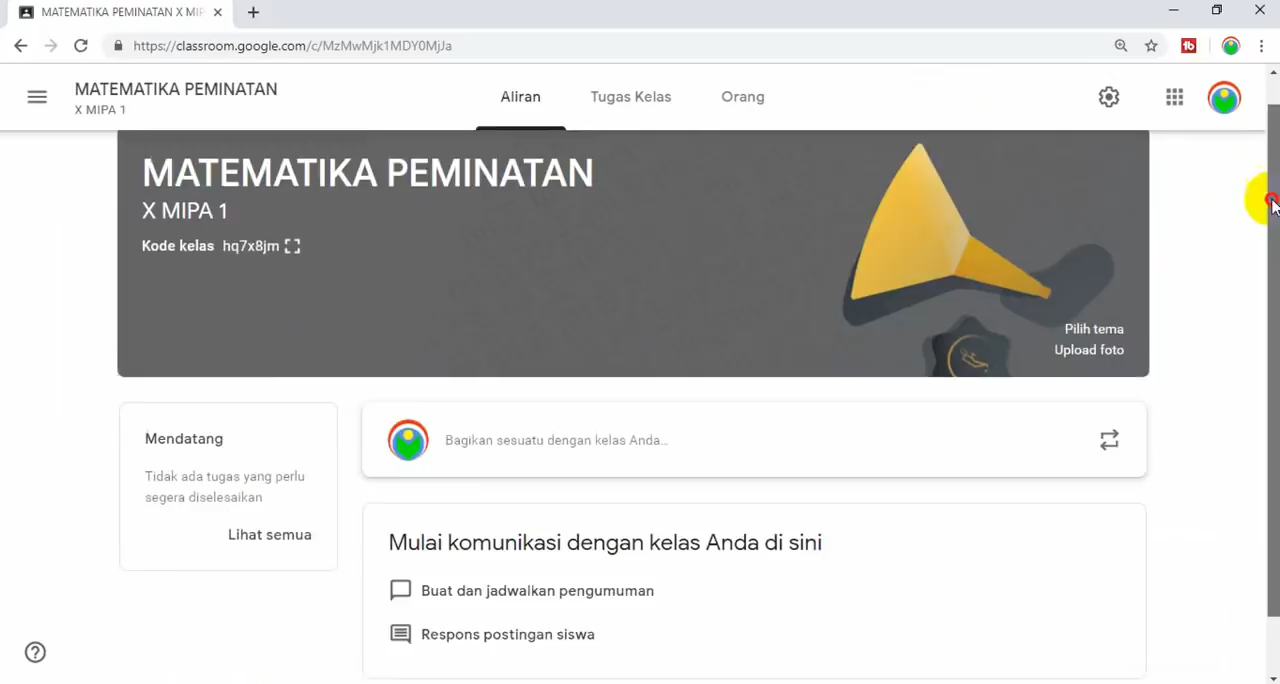 MATEMATIKA PEMINATAN X MIP
https://classroom.google.com/c/MzMwMjk1MDY0MjJa
MATEMATIKA PEMINATAN
X MIPA 1
Aliran
Tugas Kelas
Orang
MATEMATIKA PEMINATAN
X MIPA 1
Kode kelas hq7x8jm
Pilih tema
Upload foto
Mendatang
Tidak ada tugas yang perlu
segera diselesaikan
Lihat semua
Bagikan sesuatu dengan kelas Anda...
Mulai komunikasi dengan kelas Anda di sini
Buat dan jadwalkan pengumuman
Respons postingan siswa